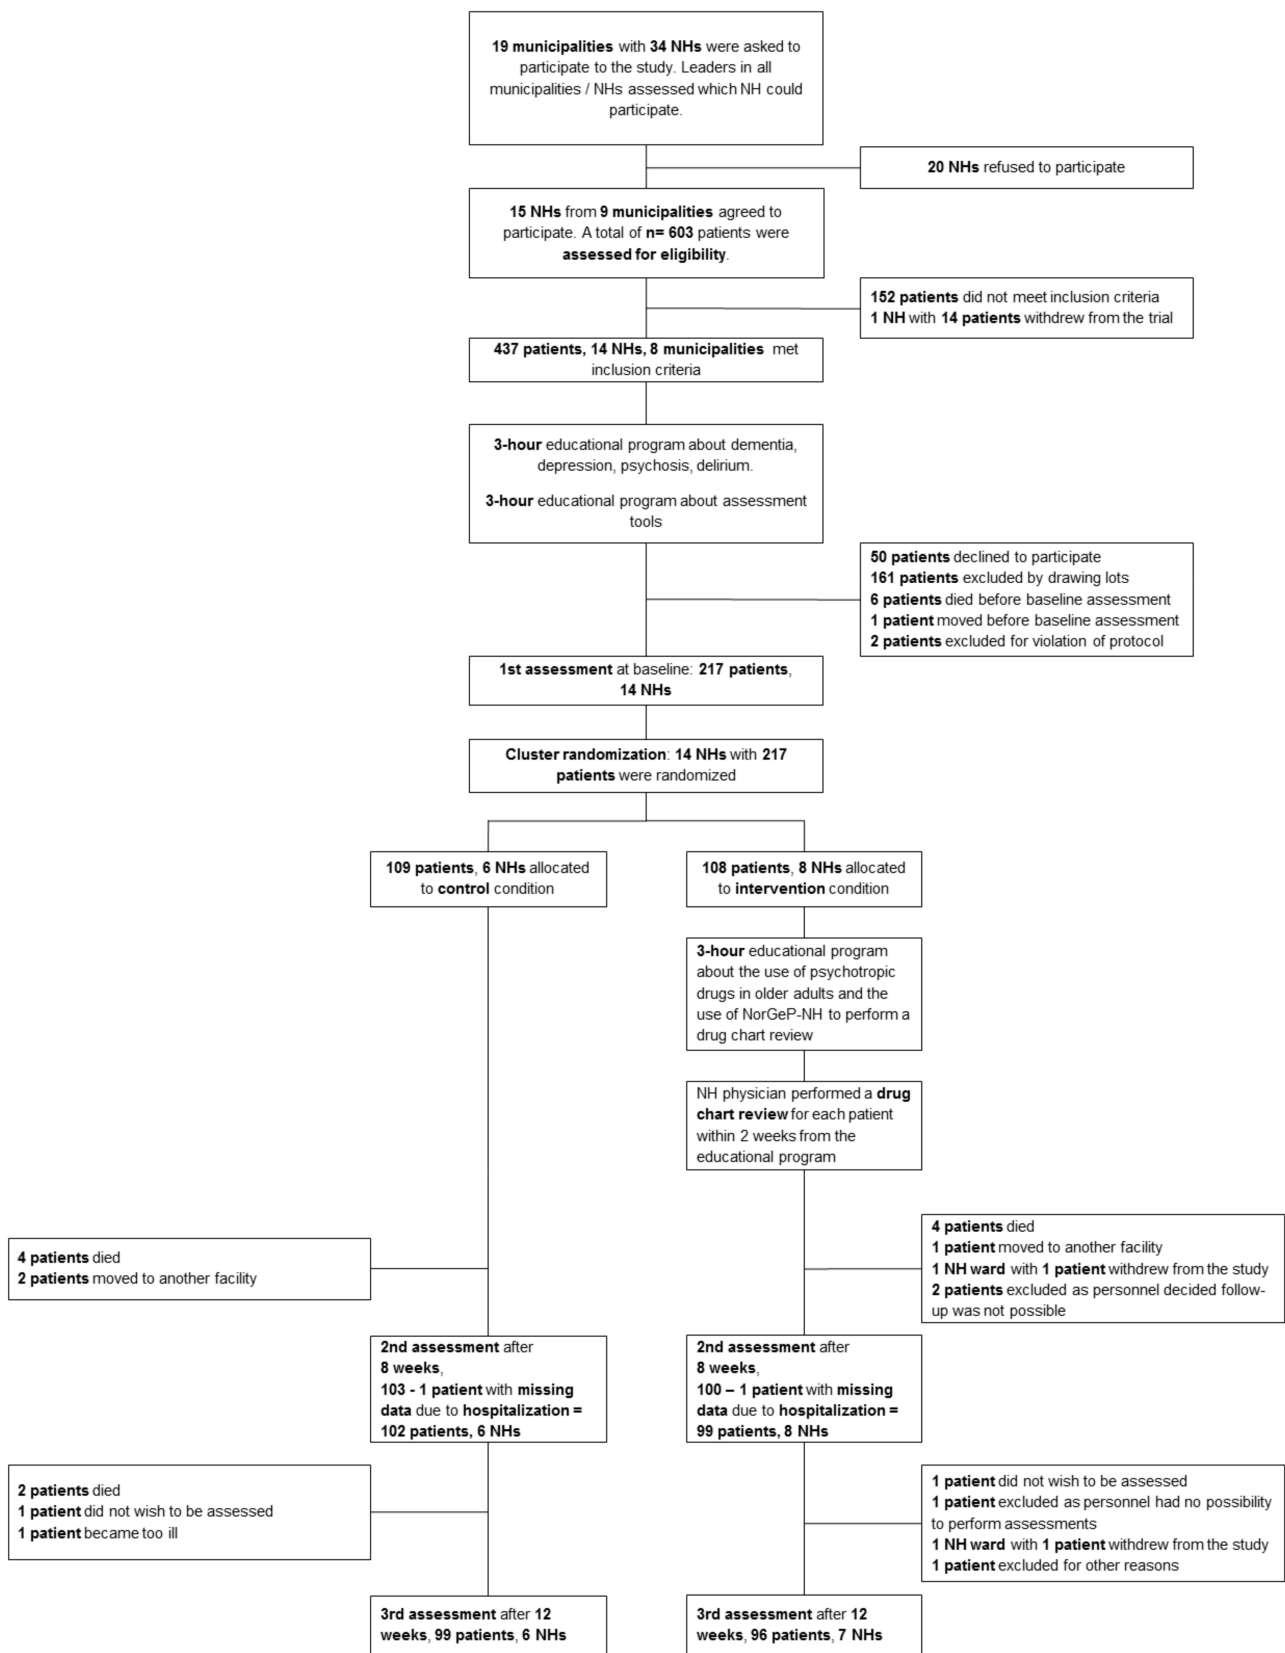 19 municipalities with 34 NHs were asked to
participate to the study. Leaders in all
municipalities / NHs assessed which NH could
participate.
20 NHs refused to participate
15 NHs from 9 municipalities agreed to
participate. A total of n= 603 patients were
assessed for eligibility.
152 patients did not meet inclusion criteria
1 NH with 14 patients withdrew from the trial
437 patients, 14 NHs, 8 municipalities met
inclusion criteria
3-hour educational program about dementia,
depression, psychosis, delirium.
3-hour educational program about assessment
tools
50 patients declined to participate
161 patients excluded by drawing lots
6 patients died before baseline assessment
1 patient moved before baseline assessment
2 patients excluded for violation of protocol
1st assessment at baseline: 217 patients,
14 NHs
Cluster randomization: 14 NHs with 217
patients were randomized
109 patients, 6 NHs allocated
to control condition
108 patients, 8 NHs allocated
to intervention condition
3-hour educational program
about the use of psychotropic
drugs in older adults and the
use of NorGeP-NH to perform a
drug chart review
NH physician performed a drug
chart review for each patient
within 2 weeks from the
educational program
4 patients died
2 patients moved to another facility
4 patients died
1 patient moved to another facility
1 NH ward with 1 patient withdrew from the study
2 patients excluded as personnel decided follow-
up was not possible
2nd assessment after
8 weeks,
103 - 1 patient with missing
data due to hospitalization =
102 patients, 6 NHs
2nd assessment after
8 weeks,
100 – 1 patient with missing
data due to hospitalization =
99 patients, 8 NHs
2 patients died
1 patient did not wish to be assessed
1 patient became too ill
1 patient did not wish to be assessed
1 patient excluded as personnel had no possibility
to perform assessments
1 NH ward with 1 patient withdrew from the study
1 patient excluded for other reasons
3rd assessment after 12
weeks, 99 patients, 6 NHs
3rd assessment after 12
weeks, 96 patients, 7 NHs